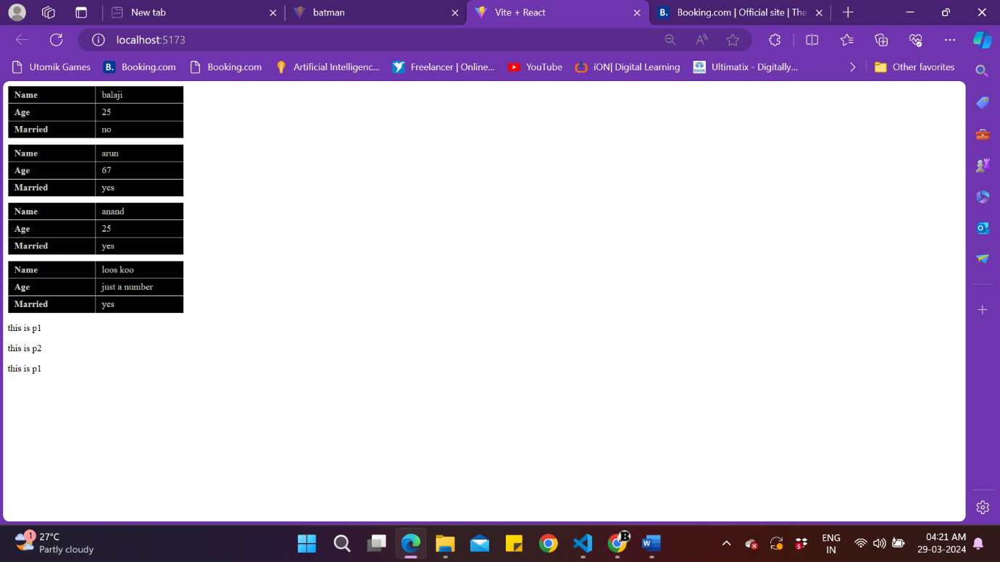 New tab
batman
Vite + React
Booking.com | Official site | The
localhost:5173
Utomik Games
B. Booking.com
Booking.com
Artificial Intelligenc...
Freelancer | Online...
YouTube
iON| Digital Learning
Ultimatix - Digitally...
Other favorites
Name balaji
Age 25
Married no
Name arun
Age 67
Married yes
Name anand
Age 25
Married yes
Name loos koo
Age just a number
Married yes
this is p1
this is p2
this is p1
1
27°C
Partly cloudy
ENG
IN
04:21 AM
29-03-2024